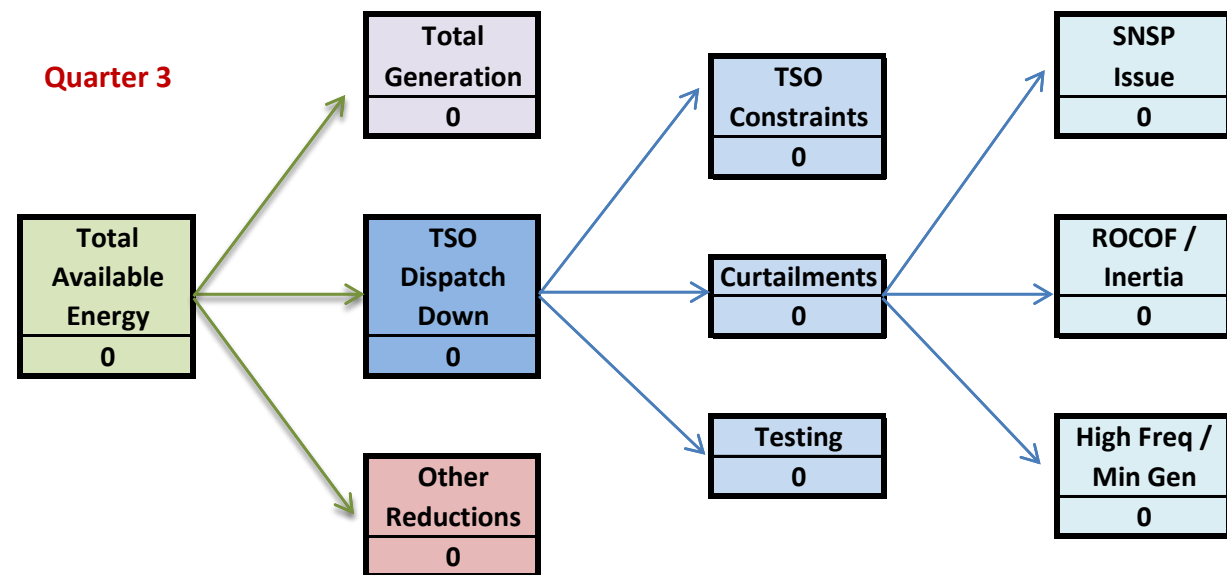 Quarter 3
Total
Available
Energy
0
Total
Generation
0
TSO
Dispatch
Down
0
Other
Reductions
0
TSO
Constraints
0
Curtailments
0
Testing
0
SNSP
Issue
0
ROCOF /
Inertia
0
High Freq /
Min Gen
0